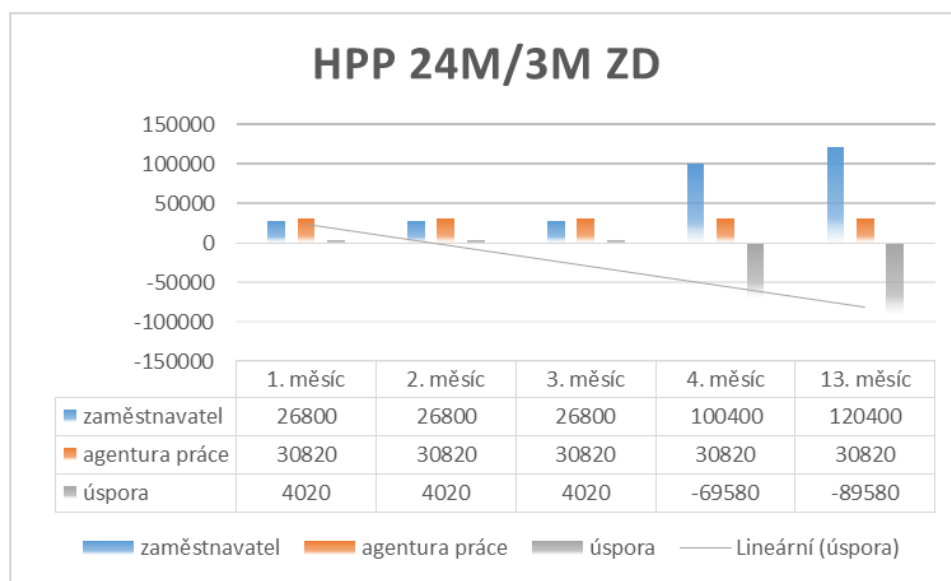 HPP 24M/3M ZD
150000
100000
50000
0
-50000
-100000
-150000
1. měsíc 2. měsíc 3. měsíc 4. měsíc 13. měsíc
zaměstnavatel 26800 26800 26800 100400 120400
agentura práce 30820 30820 30820 30820 30820
úspora 4020 4020 4020 -69580 -89580
zaměstnavatel agentura práce úspora Lineární (úspora)